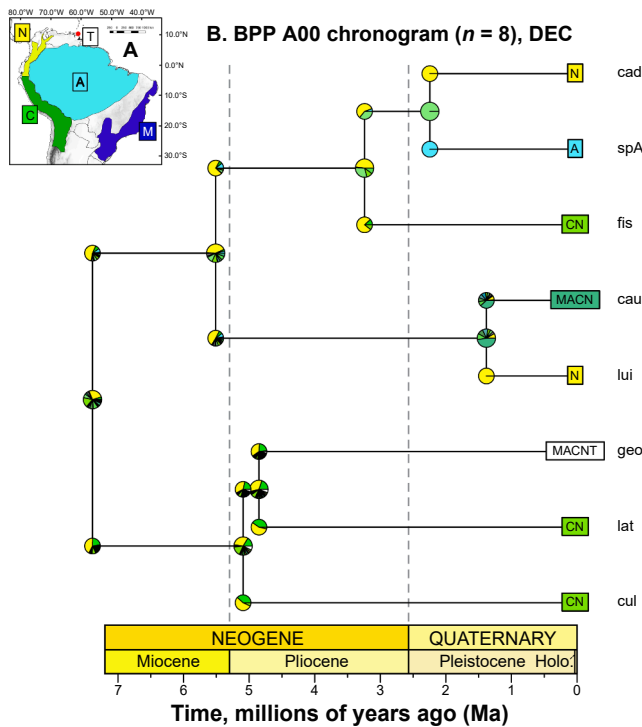 80.0°W 70.0°W 60.0°W 50.0°W 40.0°W
B. BPP A00 chronogram (n = 8), DEC
N
T
A
10.0°N
0.0°
A
10.0°S
C
20.0°S
M
30.0°S
N cad
A spA
CN fis
MACN cau
N lui
MACNT geo
CN lat
CN cul
NEOGENE QUATERNARY
Miocene Pliocene Pleistocene Holo.
7 6 5 4 3 2 1 0
Time, millions of years ago (Ma)